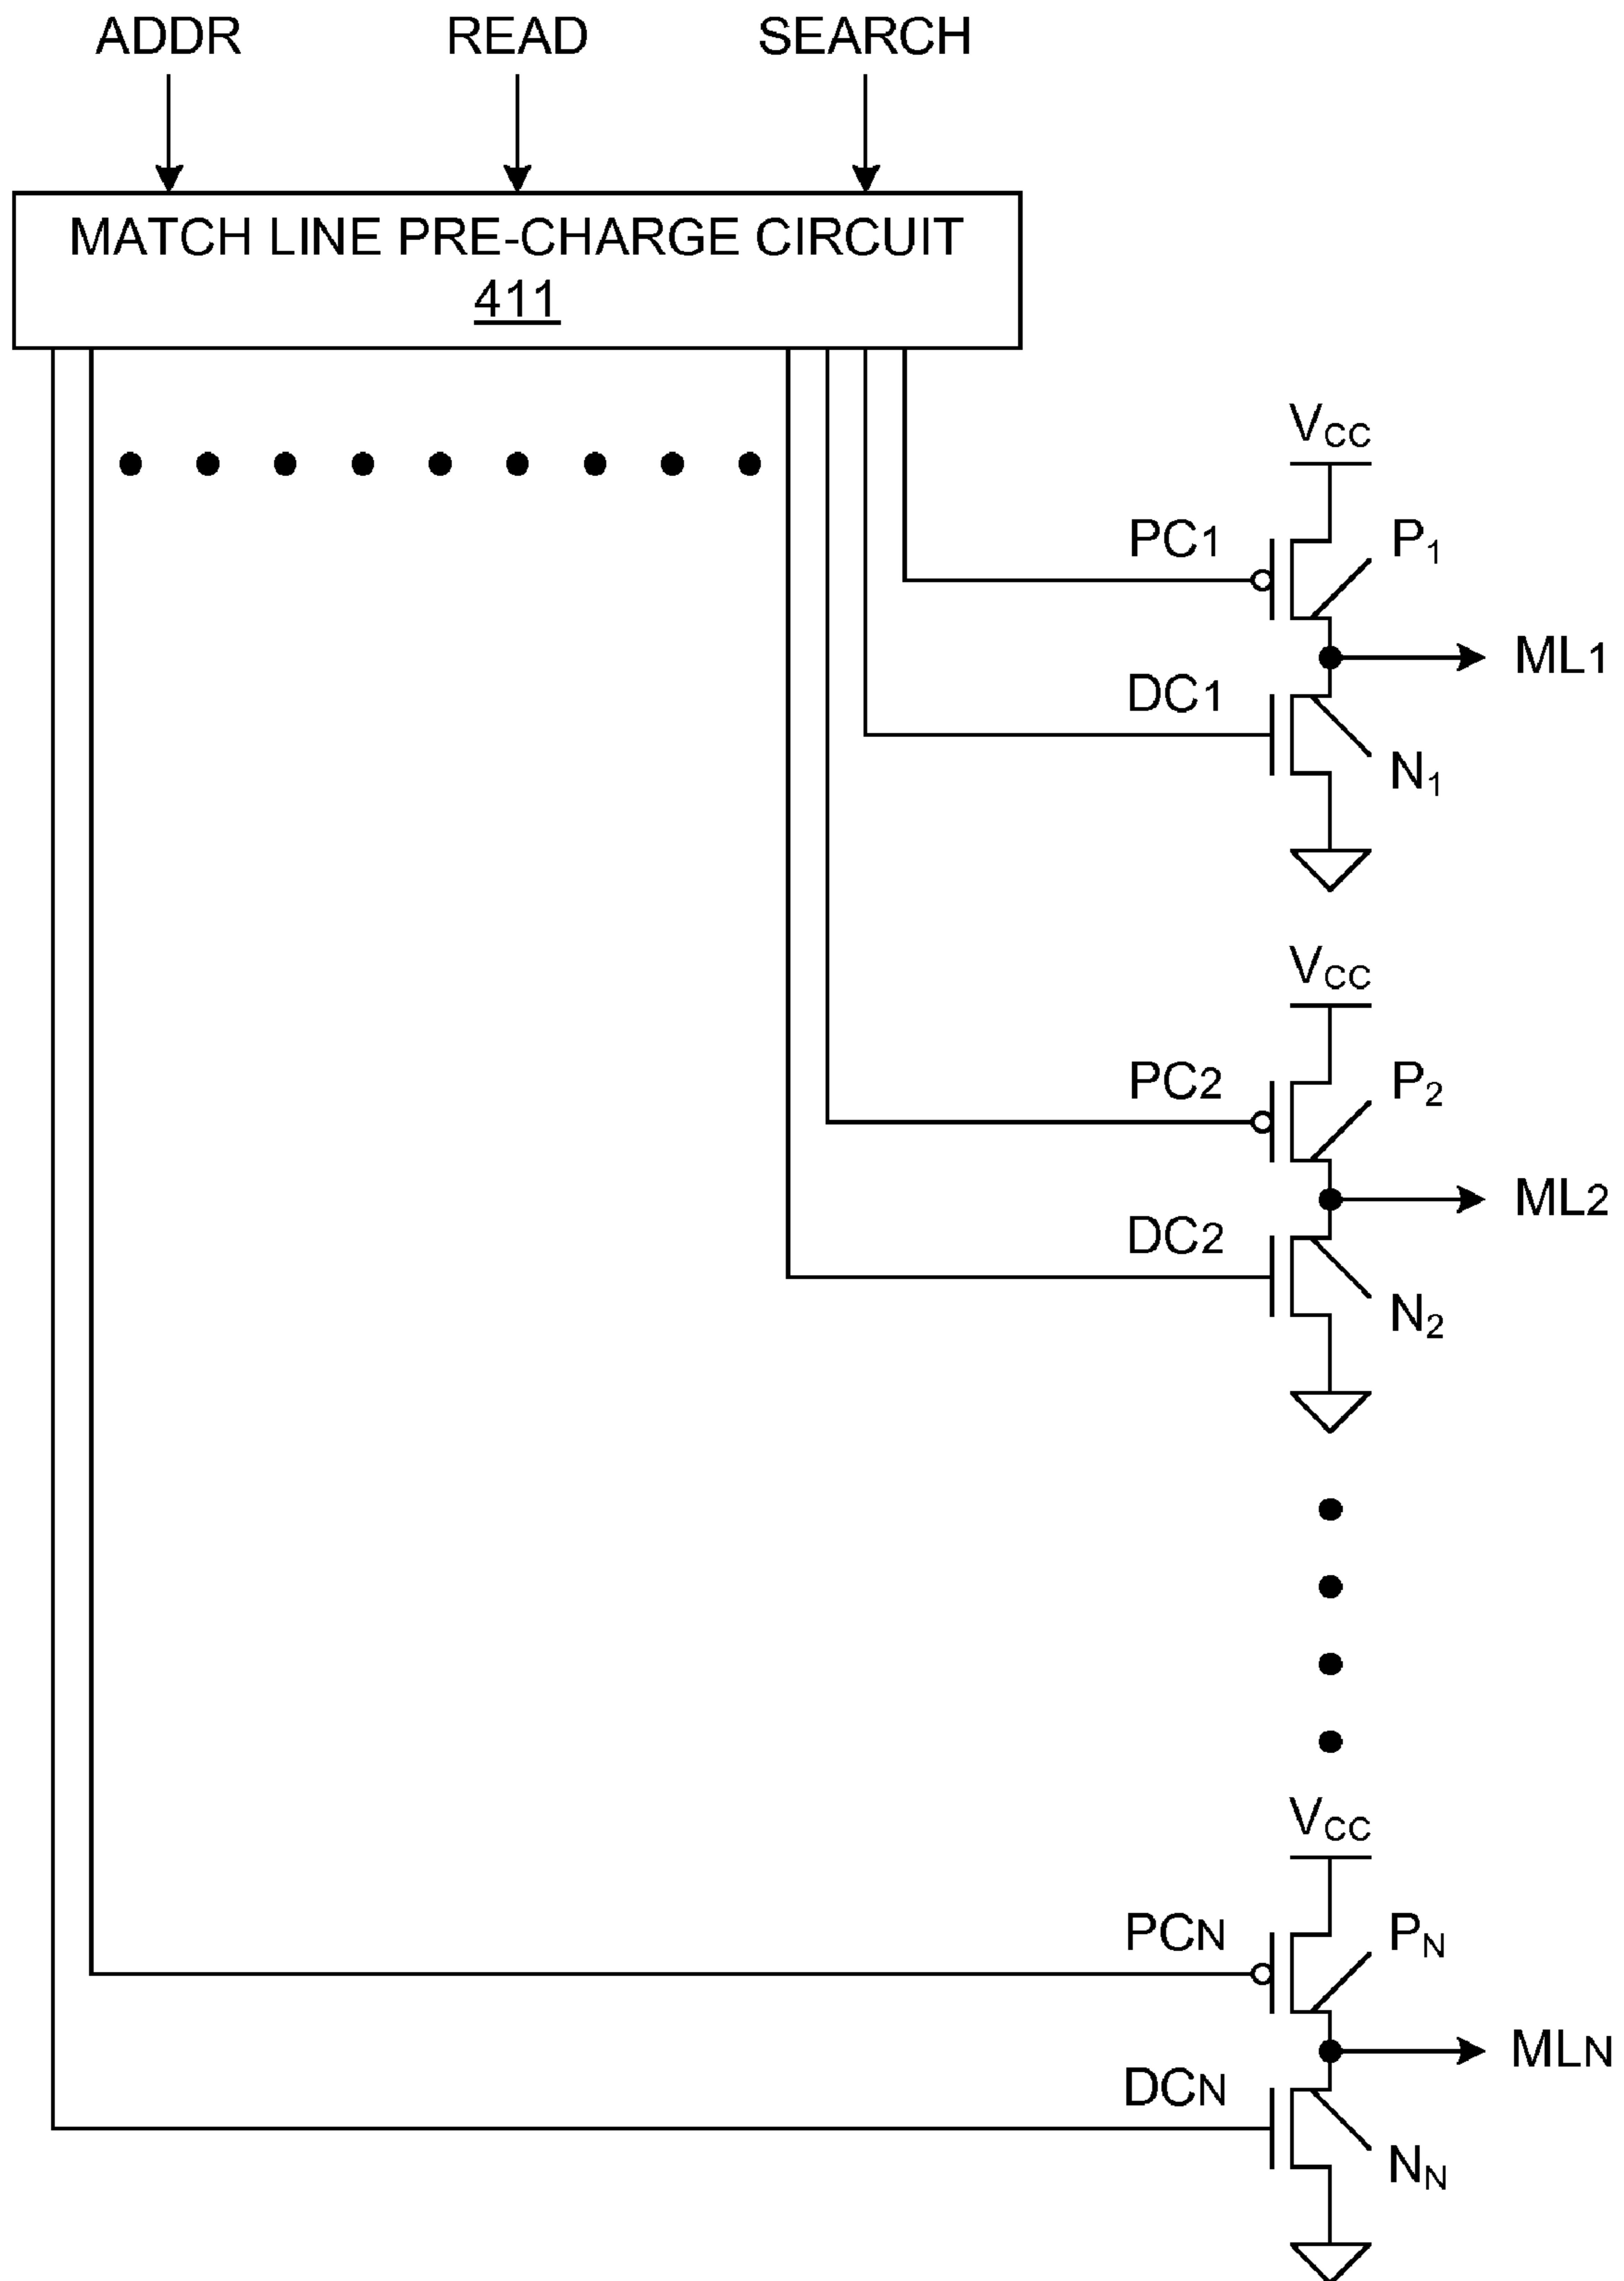 ADDR READ SEARCH
MATCH LINE PRE-CHARGE CIRCUIT
411
VCC
PC1 P1
ML1
DC1
N1
VCC
PC2 P2
ML2
DC2
N2
VCC
PCN PN
MLN
DCN
NN